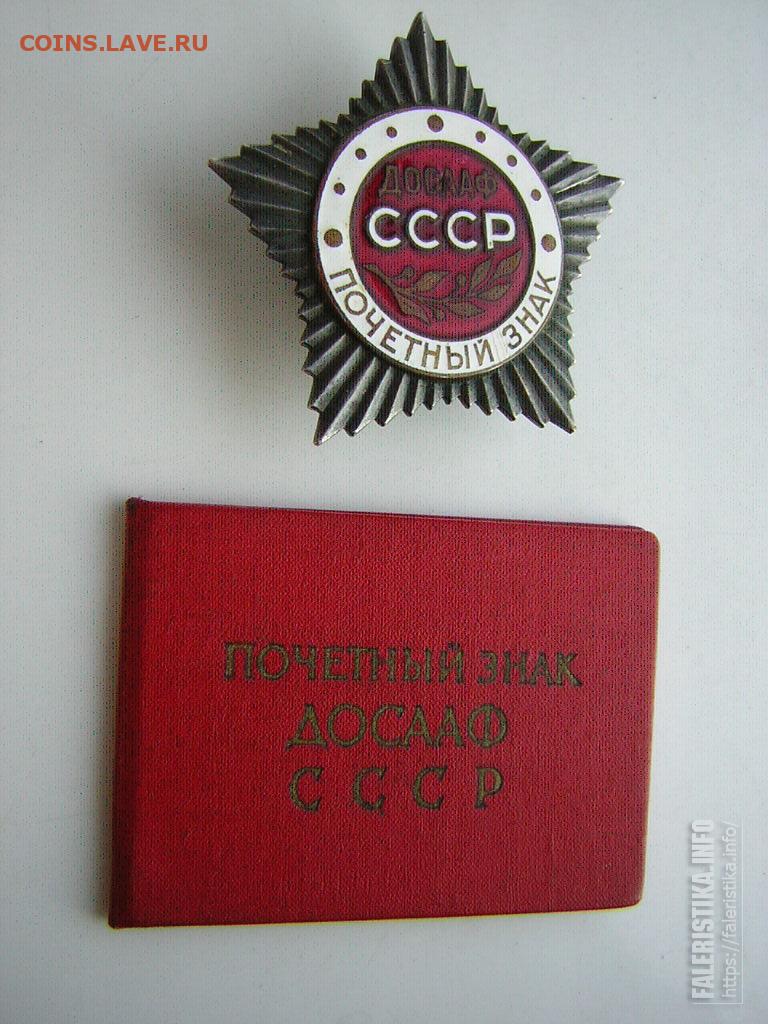 COINS.LAVE.RU
ДОСААФ
СССР
ПОЧЕТНЫЙ ЗНАК
ПОЧЕТНЫЙ ЗНАК
ДОСААФ
СССР
FALERISTIKA.INFO
https://faleristika.info/